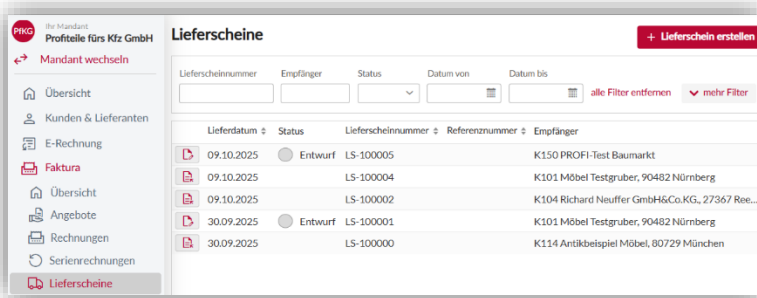 PfKG
Ihr Mandant
Profiteile fürs Kfz GmbH
Mandant wechseln
Übersicht
Kunden & Lieferanten
E-Rechnung
Faktura
Übersicht
Angebote
Rechnungen
Serienrechnungen
Lieferscheine
Lieferscheine
+ Lieferschein erstellen
Lieferscheinnummer Empfänger Status Datum von Datum bis
alle Filter entfernen mehr Filter
Lieferdatum Status Lieferscheinnummer Referenznummer Empfänger
09.10.2025 Entwurf LS-100005 K150 PROFI-Test Baumarkt
09.10.2025 LS-100004 K101 Möbel Testgruber, 90482 Nürnberg
09.10.2025 LS-100002 K104 Richard Neuffer GmbH&Co.KG., 27367 Ree...
30.09.2025 Entwurf LS-100001 K101 Möbel Testgruber, 90482 Nürnberg
30.09.2025 LS-100000 K114 Antikbeispiel Möbel, 80729 München